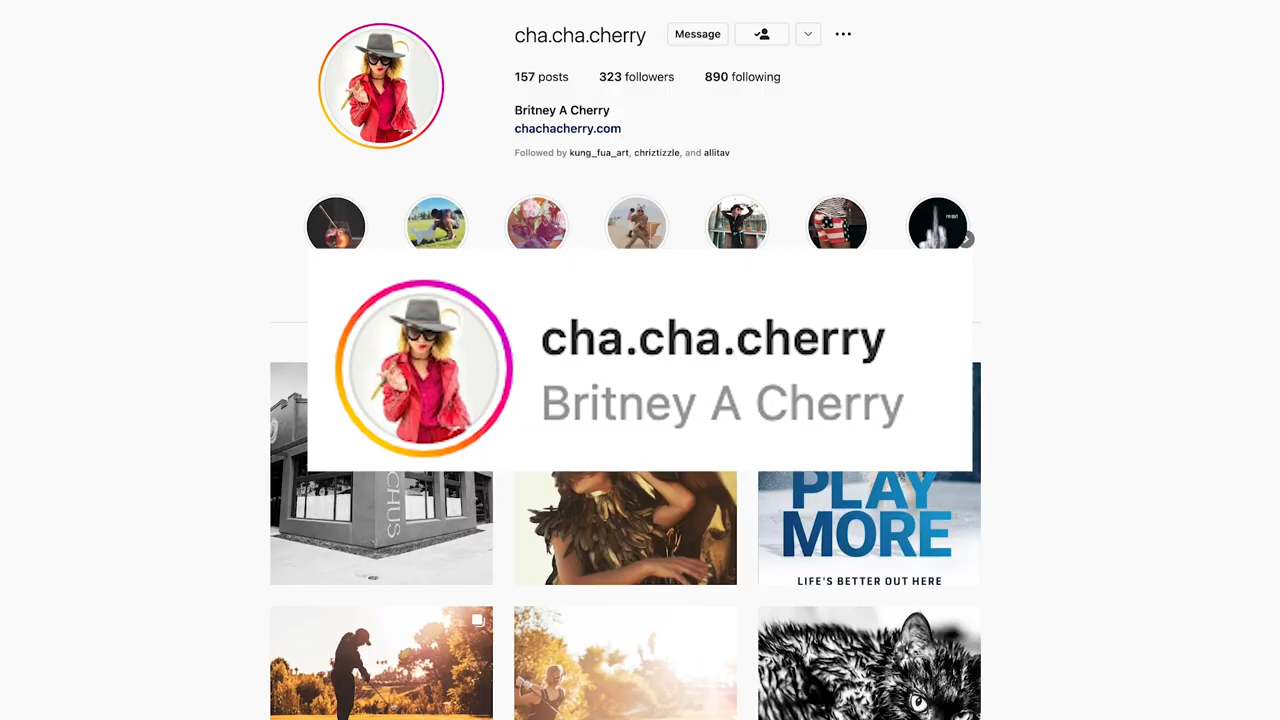 cha.cha.cherry Message
157 posts 323 followers 890 following
Britney A Cherry
chachacherry.com
Followed by kung_fua_art, chriztizzle, and allitav
I'M OUT
cha.cha.cherry
Britney A Cherry
CHUS
PLAY
MORE
LIFE'S BETTER OUT HERE